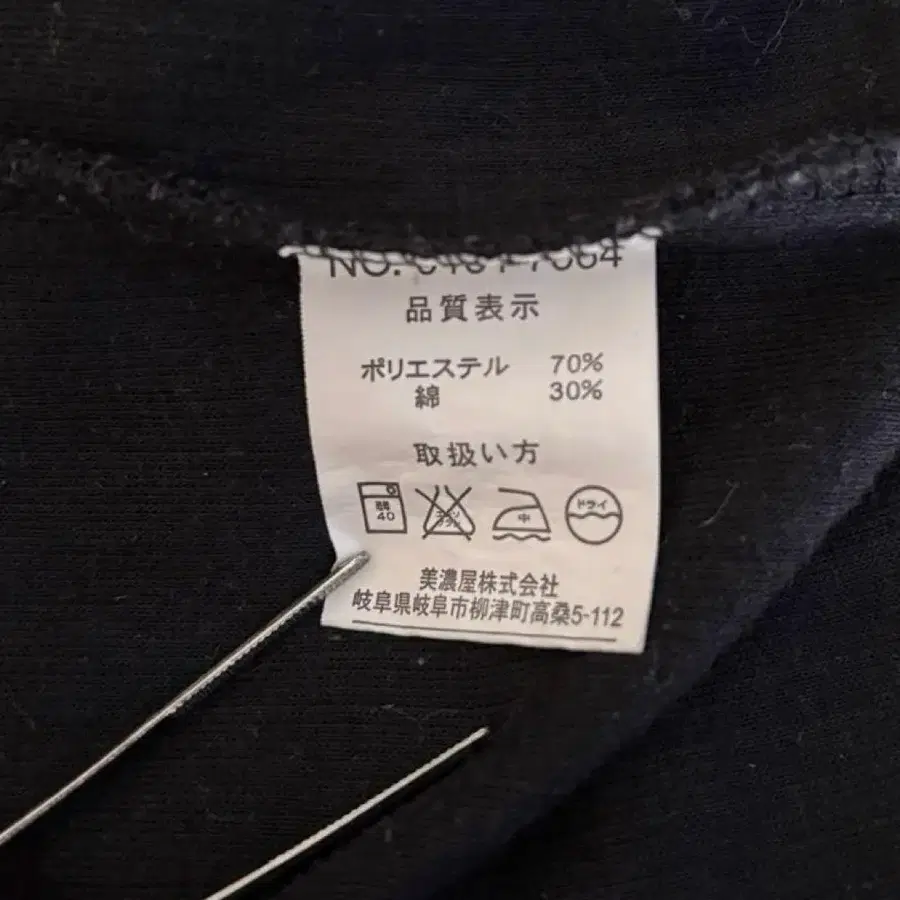 品質表示
ポリエステル 70%
綿 30%
取扱い方
弱 40
中
ドライ
美濃屋株式会社
岐阜県岐阜市柳津町高桑5-112